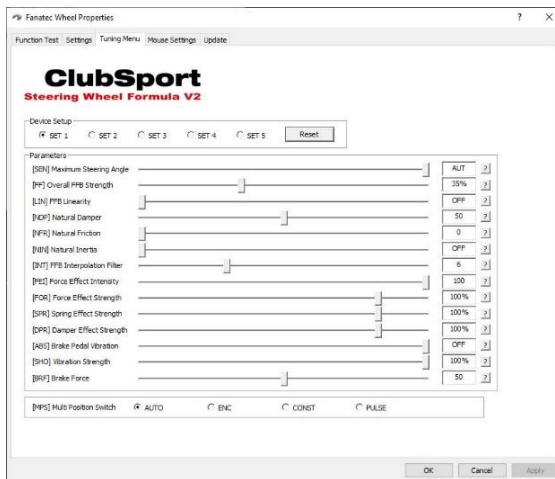 Fanatec Wheel Properties ? X
Function Test Settings Tuning Menu Mouse Settings Update
ClubSport
Steering Wheel Formula V2
Device Setup
SET 1 SET 2 SET 3 SET 4 SET 5 Reset
Parameters
[SEN] Maximum Steering Angle AUT ?
[FF] Overall FFB Strength 35% ?
[LIN] FFB Linearity OFF ?
[NDP] Natural Damper 50 ?
[NFR] Natural Friction 0 ?
[NIN] Natural Inertia OFF ?
[INT] FFB Interpolation Filter 6 ?
[FEI] Force Effect Intensity 100 ?
[FOR] Force Effect Strength 100% ?
[SPR] Spring Effect Strength 100% ?
[DPR] Damper Effect Strength 100% ?
[ABS] Brake Pedal Vibration OFF ?
[SHO] Vibration Strength 100% ?
[BRF] Brake Force 50 ?
[MPS] Multi Position Switch AUTO ENC CONST PULSE
OK Cancel Apply